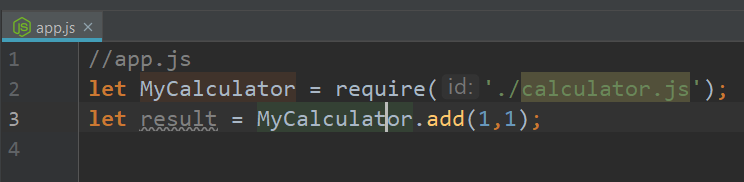 JS app.js ×
1 //app.js
2 let MyCalculator = require( id: './calculator.js');
3 let result = MyCalculator.add(1,1);
4